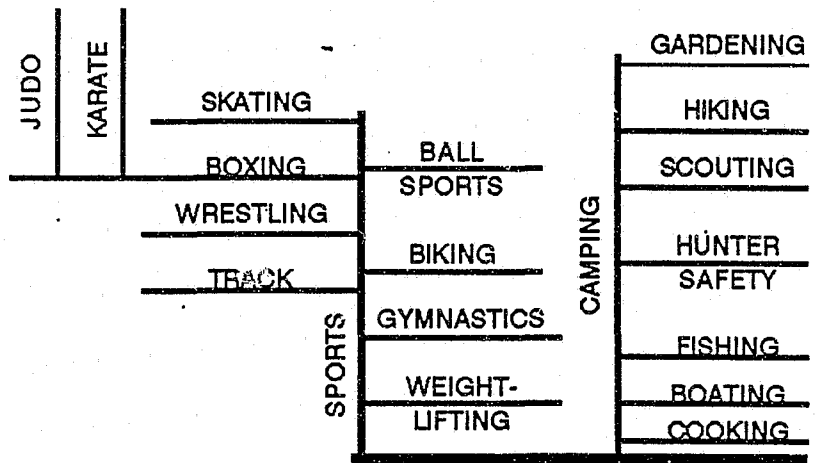 JUDO
KARATE
SKATING
BOXING
WRESTLING
TRACK
SPORTS
BALL
SPORTS
BIKING
GYMNASTICS
WEIGHT-
LIFTING
CAMPING
GARDENING
HIKING
SCOUTING
HUNTER
SAFETY
FISHING
BOATING
COOKING